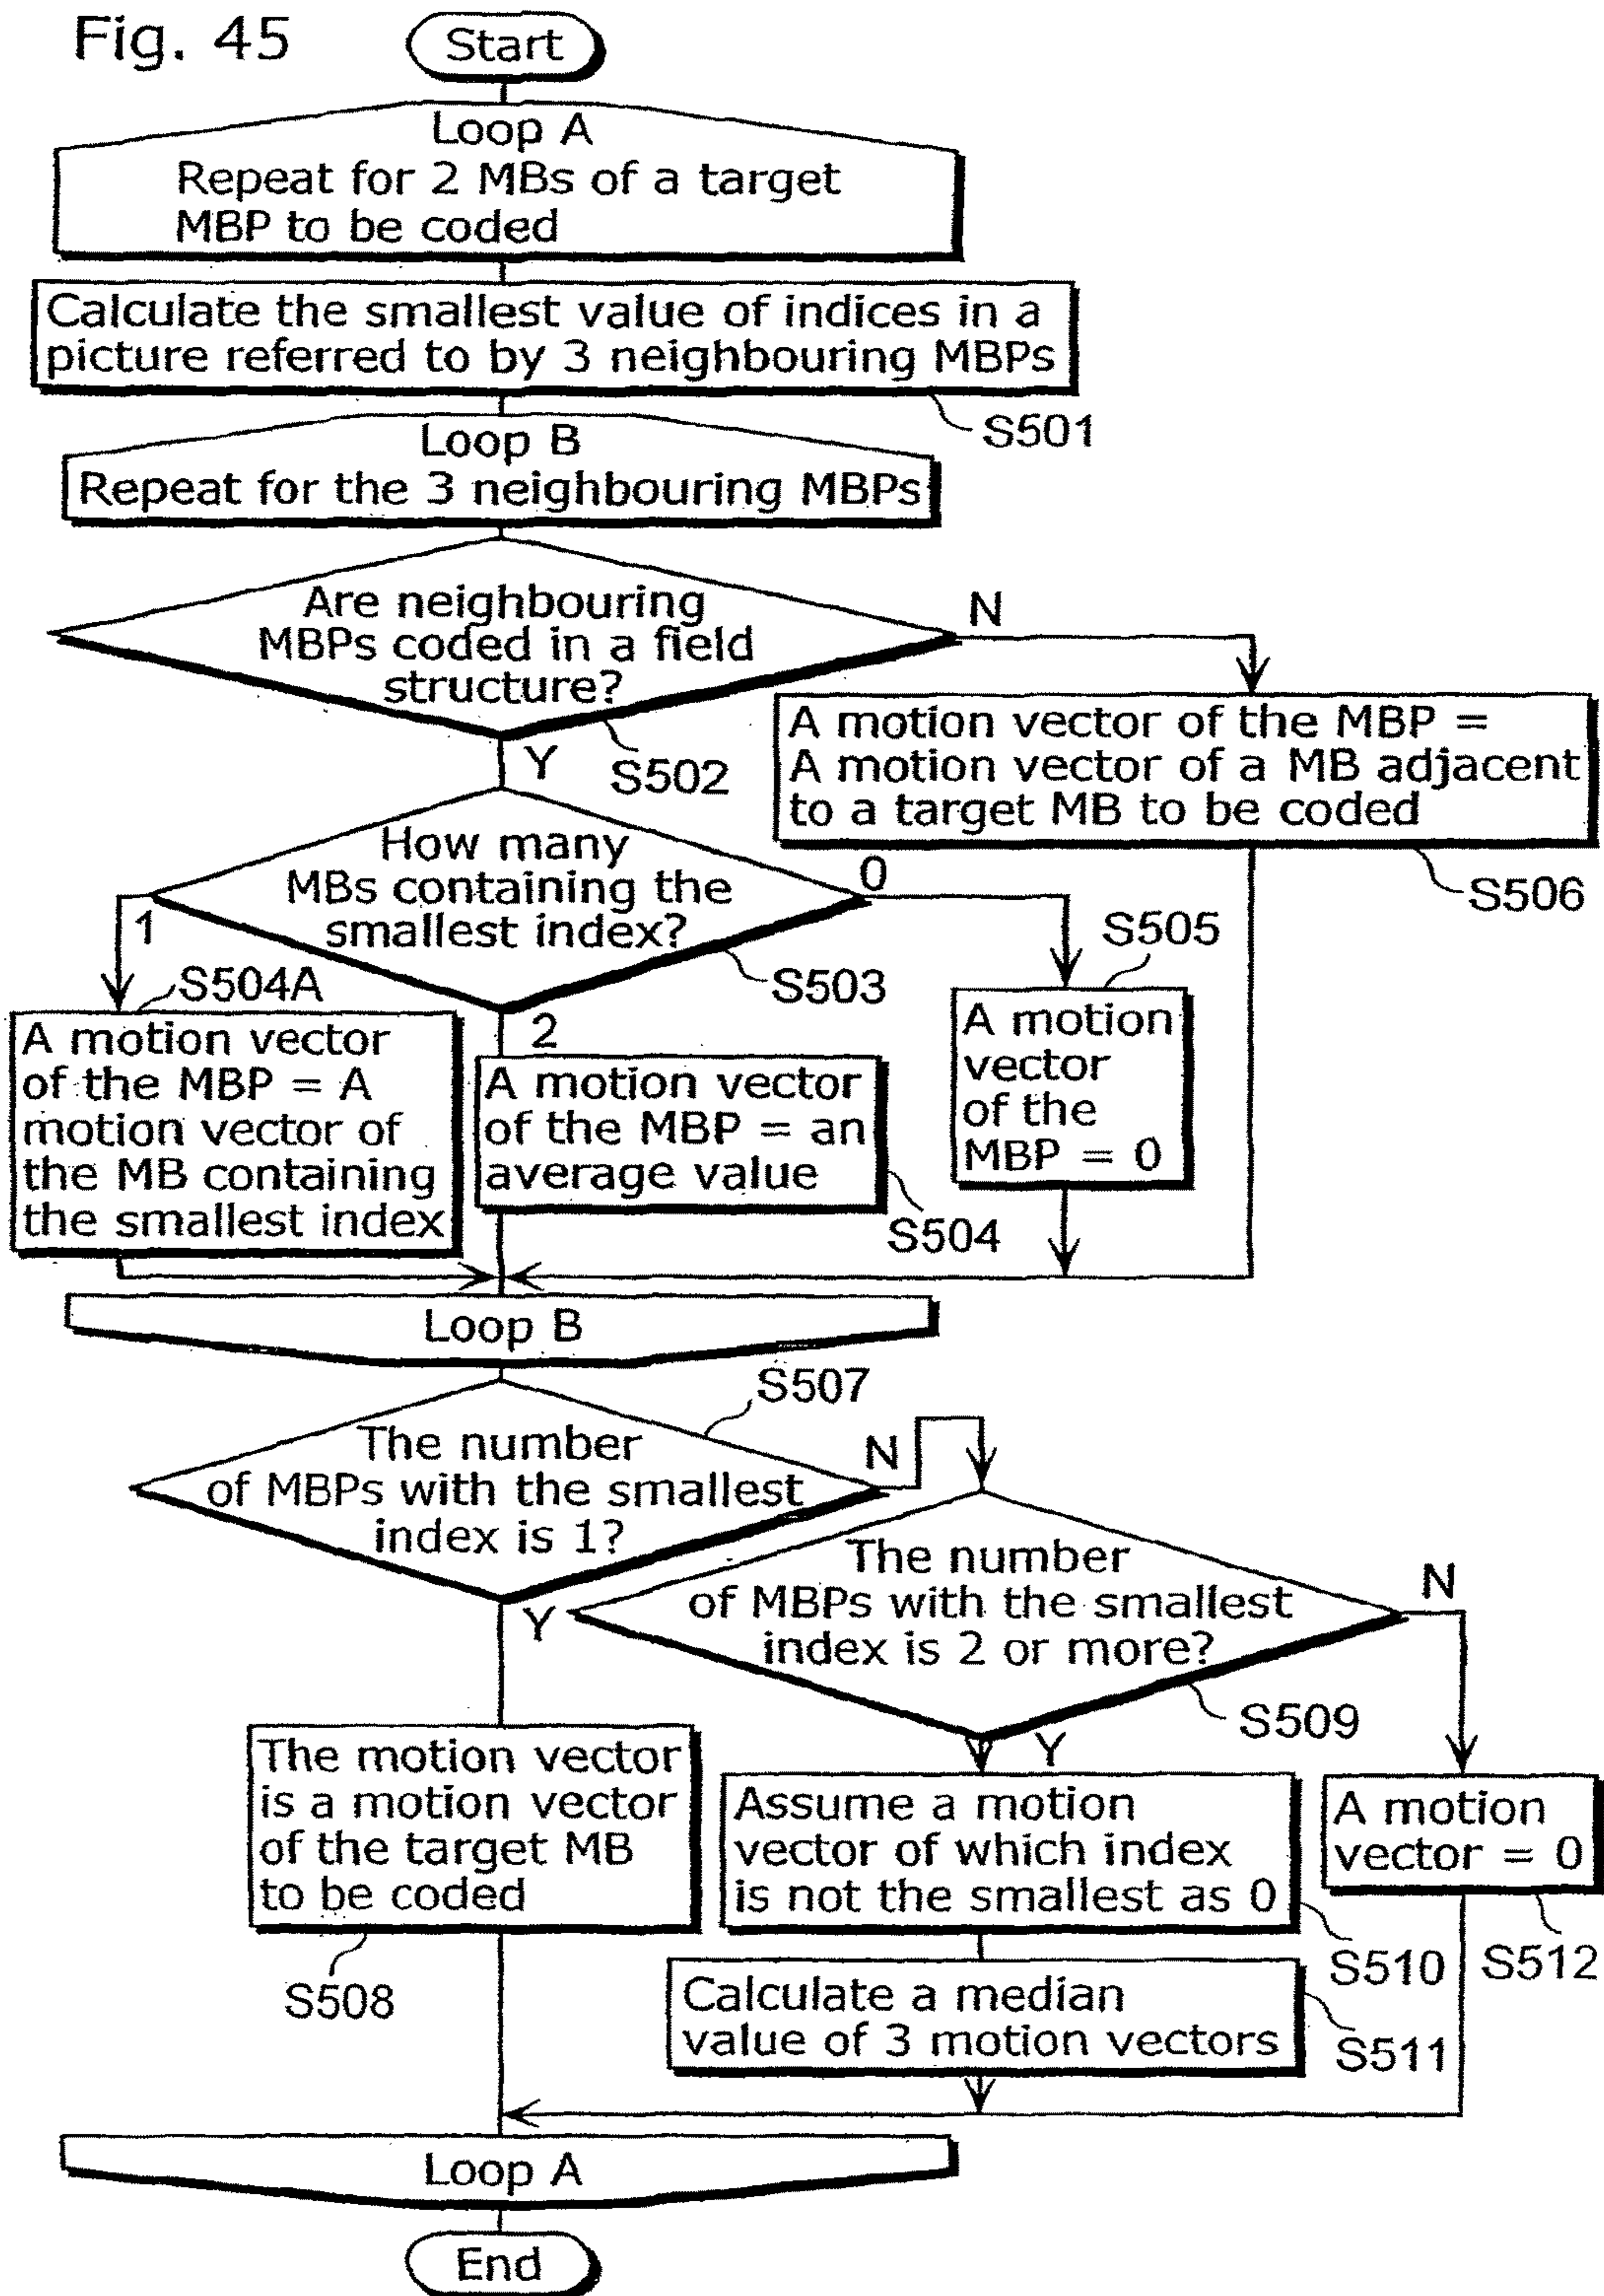 Fig. 45
Start
Loop A
Repeat for 2 MBs of a target
MBP to be coded
Calculate the smallest value of indices in a
picture referred to by 3 neighbouring MBPs
S501
Loop B
Repeat for the 3 neighbouring MBPs
Are neighbouring
MBPs coded in a field
structure?
N
Y
S502
A motion vector of the MBP =
A motion vector of a MB adjacent
to a target MB to be coded
S506
How many
MBs containing the
smallest index?
0
1
2
S503
S505
S504A
A motion vector
of the MBP = A
motion vector of
the MB containing
the smallest index
A motion vector
of the MBP = an
average value
S504
A motion
vector
of the
MBP = 0
Loop B
S507
The number
of MBPs with the smallest
index is 1?
N
Y
The number
of MBPs with the smallest
index is 2 or more?
N
Y
S509
The motion vector
is a motion vector
of the target MB
to be coded
S508
Assume a motion
vector of which index
is not the smallest as 0
S510
A motion
vector = 0
S512
Calculate a median
value of 3 motion vectors
S511
Loop A
End